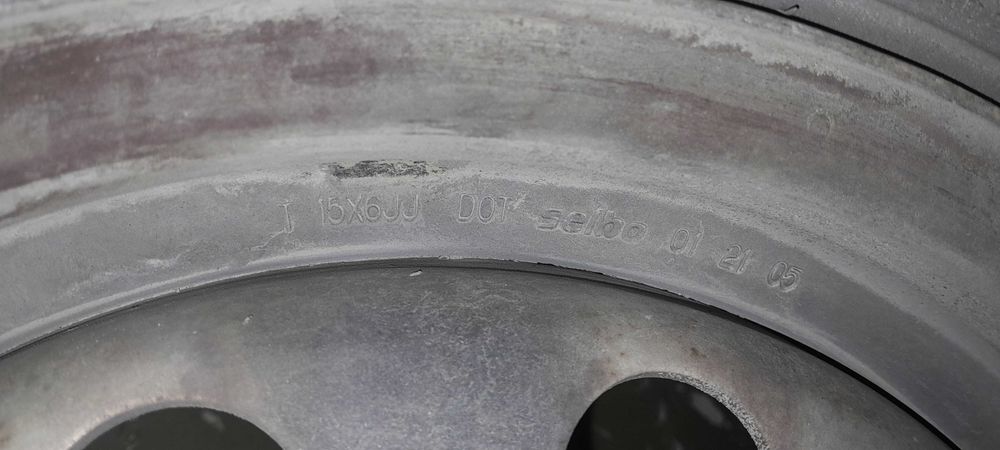 J 15X6JJ DOT seibo 01 21 05